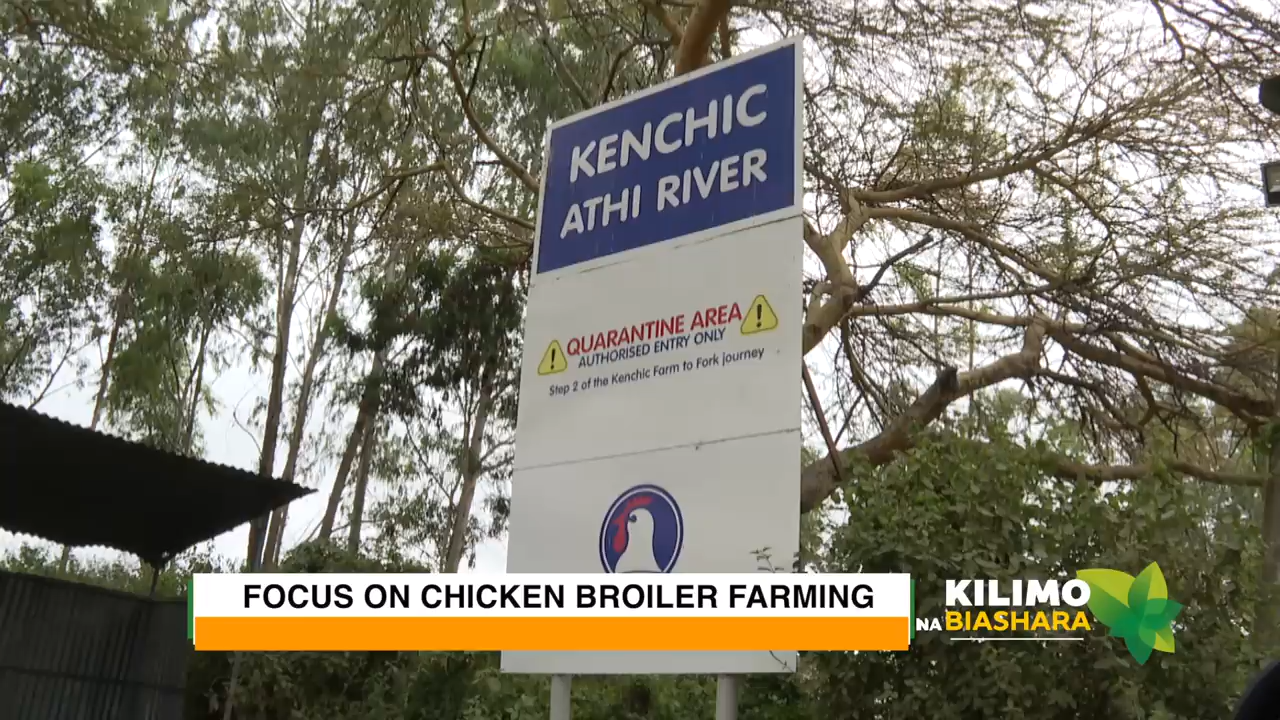 KENCHIC
ATHI RIVER
QUARANTINE AREA
AUTHORISED ENTRY ONLY
Step 2 of the Kenchic Farm to Fork journey
FOCUS ON CHICKEN BROILER FARMING
KILIMO
NA BIASHARA